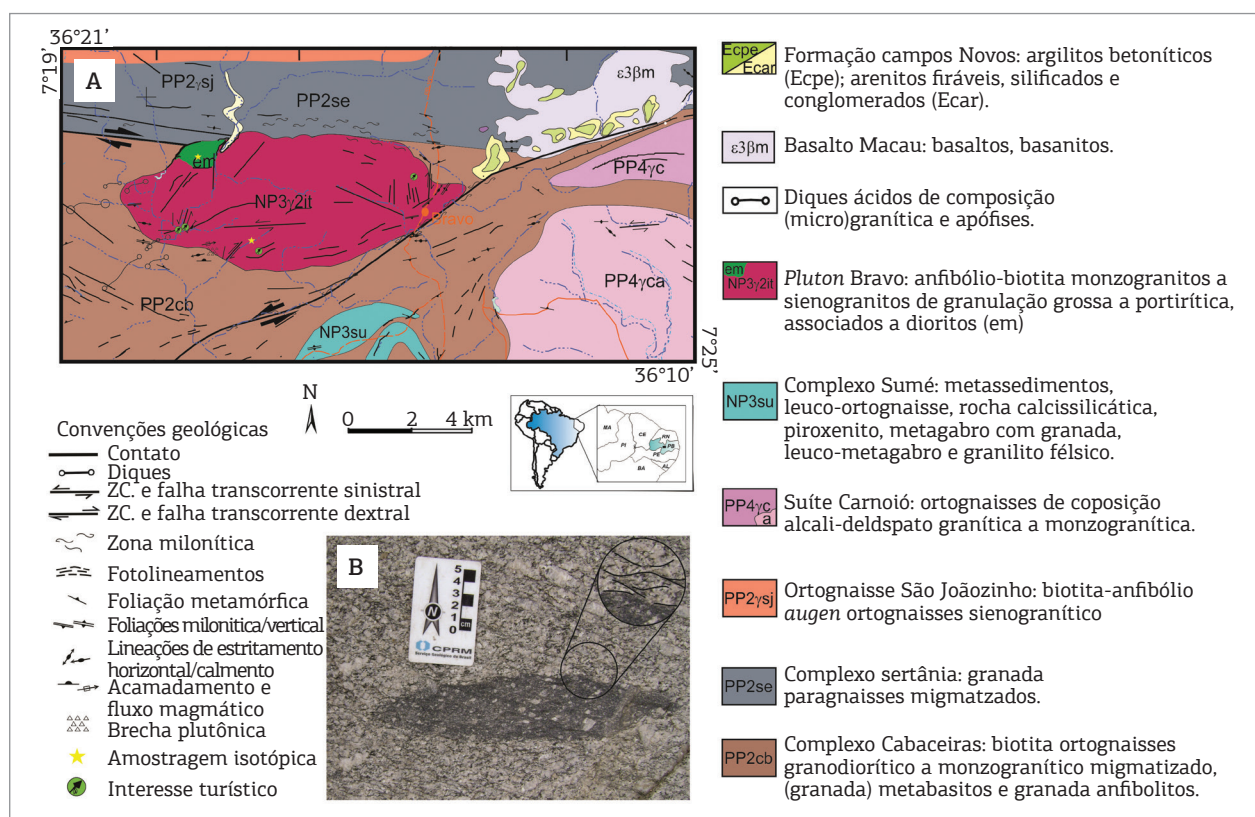 36°21'
7°19'
A
PP2γsj
PP2se
ε3βm
em
PP4γc
NP3γ2it
Bravo
PP4γca
PP2cb
NP3su
7°25'
36°10'
N
0 2 4 km
Convenções geológicas
Contato
Diques
ZC. e falha transcorrente sinistral
ZC. e falha transcorrente dextral
Zona milonítica
Fotolineamentos
Foliação metamórfica
Foliações milonitica/vertical
Lineações de estritamento
horizontal/calmento
Acamadamento e
fluxo magmático
Brecha plutônica
Amostragem isotópica
Interesse turístico
MA
PI
CE
RN
PB
PE
BA
AL
B
5
4
3
2
1
0
cm
N
CPRM
Serviço Geológico do Brasil
Ecpe
Ecar
Formação campos Novos: argilitos betoníticos
(Ecpe); arenitos firáveis, silificados e
conglomerados (Ecar).
ε3βm
Basalto Macau: basaltos, basanitos.
Diques ácidos de composição
(micro)granítica e apófises.
em
NP3γ2it
Pluton Bravo: anfibólio-biotita monzogranitos a
sienogranitos de granulação grossa a portirítica,
associados a dioritos (em)
NP3su
Complexo Sumé: metassedimentos,
leuco-ortognaisse, rocha calcissilicática,
piroxenito, metagabro com granada,
leuco-metagabro e granilito félsico.
PP4γc
a
Suíte Carnoió: ortognaisses de coposição
alcali-deldspato granítica a monzogranítica.
PP2γsj
Ortognaisse São Joãozinho: biotita-anfibólio
augen ortognaisses sienogranítico
PP2se
Complexo sertânia: granada
paragnaisses migmatzados.
PP2cb
Complexo Cabaceiras: biotita ortognaisses
granodiorítico a monzogranítico migmatizado,
(granada) metabasitos e granada anfibolitos.